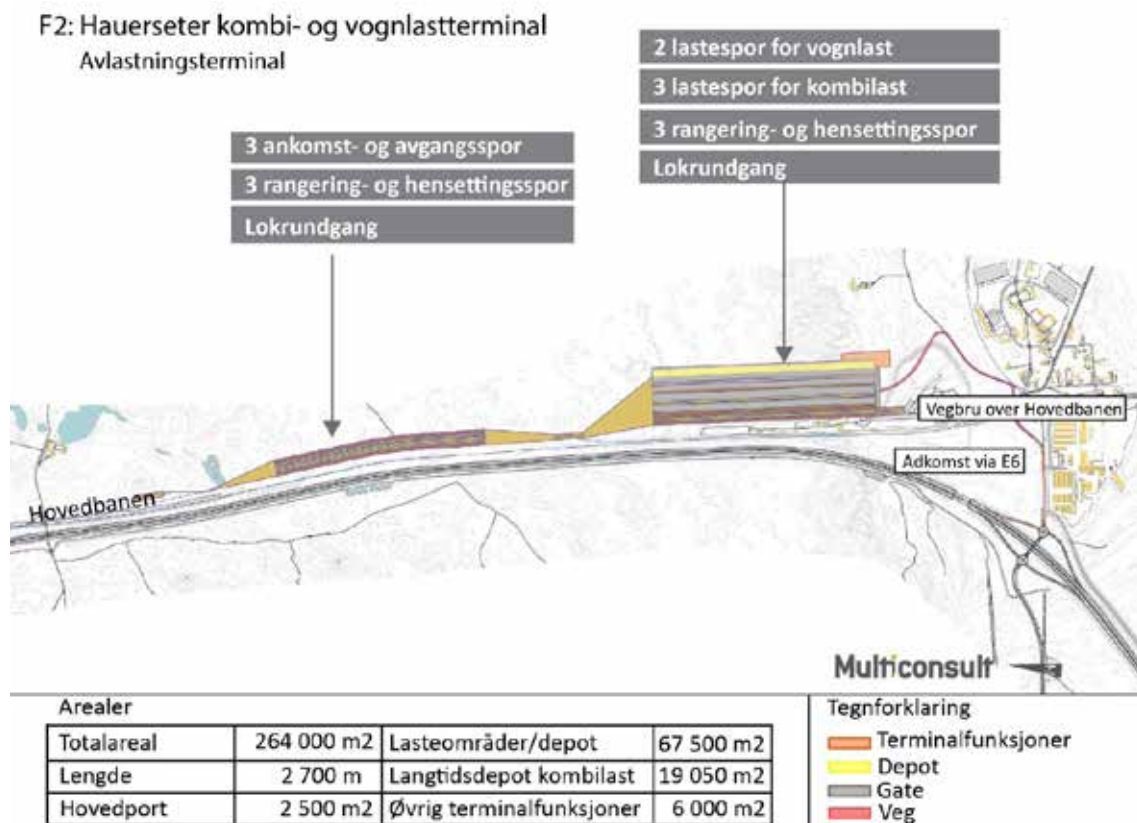 F2: Hauerseter kombi- og vognlastterminal
Avlastningsterminal
2 lastespor for vognlast
3 lastespor for kombilast
3 rangering- og hensettingsspor
Lokrundgang
3 ankomst- og avgangsspor
3 rangering- og hensettingsspor
Lokrundgang
Vegbru over Hovedbanen
Adkomst via E6
Hovedbanen
Multiconsult
Arealer
Totalareal 264 000 m2 Lasteområder/depot 67 500 m2
Lengde 2 700 m Langtidsdepot kombilast 19 050 m2
Hovedport 2 500 m2 Øvrig terminalfunksjoner 6 000 m2
Tegnforklaring
Terminalfunksjoner
Depot
Gate
Veg